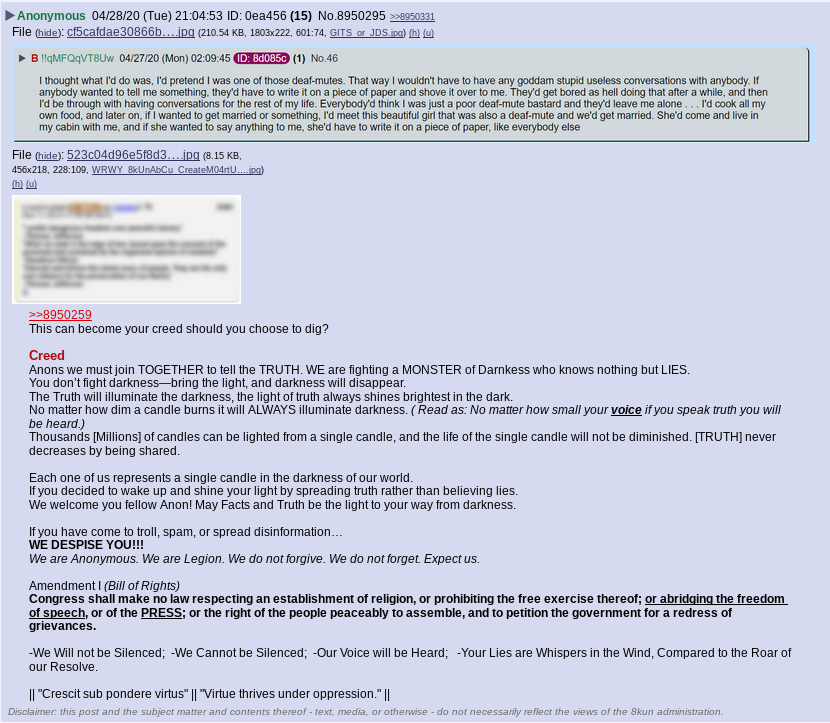 ▶Anonymous 04/28/20 (Tue) 21:04:53 ID: 0ea456 (15) No.8950295 >>8950331
File (hide): cf5cafdae30866b….jpg (210.54 KB, 1803x222, 601:74, GITS_or_JDS.jpg) (h) (u)
▶ B !!qMFQqVT8Uw 04/27/20 (Mon) 02:09:45 ID: 8d085c (1) No.46
I thought what I'd do was, I'd pretend I was one of those deaf-mutes. That way I wouldn't have to have any goddam stupid useless conversations with anybody. If
anybody wanted to tell me something, they'd have to write it on a piece of paper and shove it over to me. They'd get bored as hell doing that after a while, and then
I'd be through with having conversations for the rest of my life. Everybody'd think I was just a poor deaf-mute bastard and they'd leave me alone . . . I'd cook all my
own food, and later on, if I wanted to get married or something, I'd meet this beautiful girl that was also a deaf-mute and we'd get married. She'd come and live in
my cabin with me, and if she wanted to say anything to me, she'd have to write it on a piece of paper, like everybody else
File (hide): 523c04d96e5f8d3….jpg (8.15 KB,
456x218, 228:109, WRWY_8kUnAbCu_CreateM04rtU….jpg)
(h) (u)
>>8950259
This can become your creed should you choose to dig?
Creed
Anons we must join TOGETHER to tell the TRUTH. WE are fighting a MONSTER of Darnkess who knows nothing but LIES.
You don’t fight darkness—bring the light, and darkness will disappear.
The Truth will illuminate the darkness, the light of truth always shines brightest in the dark.
No matter how dim a candle burns it will ALWAYS illuminate darkness. ( Read as: No matter how small your voice if you speak truth you will
be heard.)
Thousands [Millions] of candles can be lighted from a single candle, and the life of the single candle will not be diminished. [TRUTH] never
decreases by being shared.
Each one of us represents a single candle in the darkness of our world.
If you decided to wake up and shine your light by spreading truth rather than believing lies.
We welcome you fellow Anon! May Facts and Truth be the light to your way from darkness.
If you have come to troll, spam, or spread disinformation…
WE DESPISE YOU!!!
We are Anonymous. We are Legion. We do not forgive. We do not forget. Expect us.
Amendment I (Bill of Rights)
Congress shall make no law respecting an establishment of religion, or prohibiting the free exercise thereof; or abridging the freedom
of speech, or of the PRESS; or the right of the people peaceably to assemble, and to petition the government for a redress of
grievances.
-We Will not be Silenced; -We Cannot be Silenced; -Our Voice will be Heard; -Your Lies are Whispers in the Wind, Compared to the Roar of
our Resolve.
|| "Crescit sub pondere virtus" || "Virtue thrives under oppression." ||
Disclaimer: this post and the subject matter and contents thereof - text, media, or otherwise - do not necessarily reflect the views of the 8kun administration.